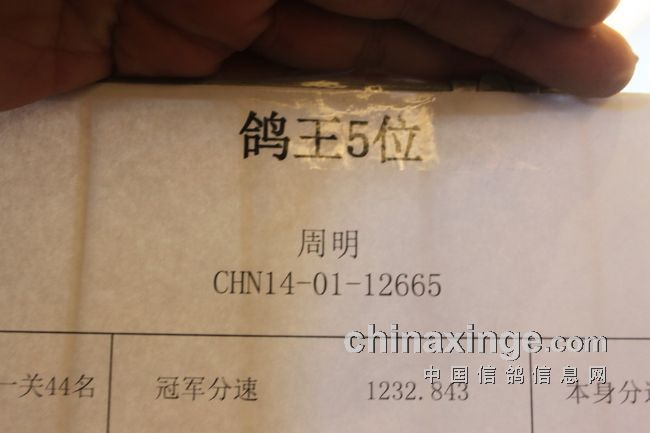 鸽王5位
周明
CHN14-01-12665
chinaxinge.com
中国信鸽信息网
一关44名 冠军分速 1232.843 本身分速